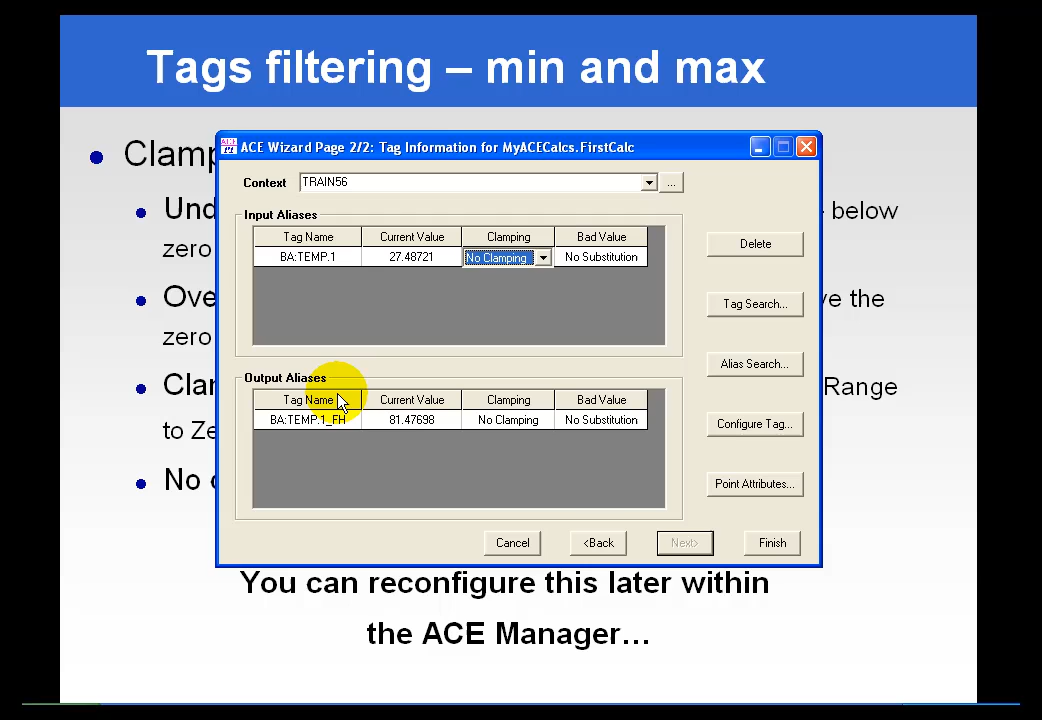 Tags filtering – min and max
Clamp
ACE Wizard Page 2/2: Tag Information for MyACECalcs.FirstCalc
Context TRAIN56 ...
Input Aliases
Tag Name Current Value Clamping Bad Value
BA:TEMP.1 27.48721 No Clamping No Substitution
Und
below
zero
Ove
ve the
zero
Clar
Range
to Ze
No
Delete
Tag Search...
Alias Search...
Configure Tag...
Point Attributes...
Output Aliases
Tag Name Current Value Clamping Bad Value
BA:TEMP.1_FH 81.47698 No Clamping No Substitution
Cancel <Back Next> Finish
You can reconfigure this later within
the ACE Manager…